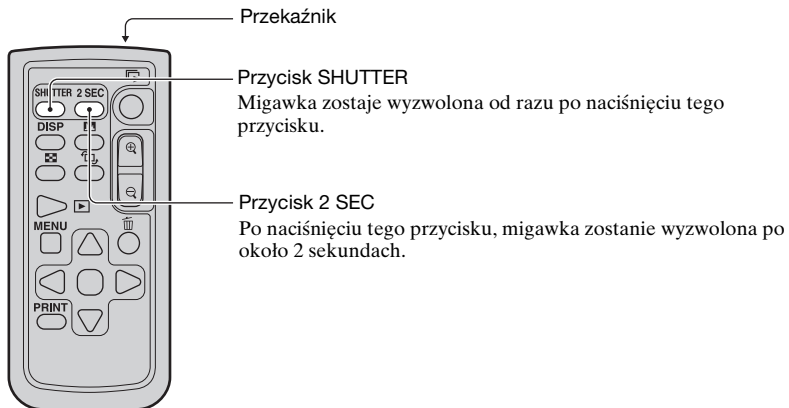 Przekaźnik
Przycisk SHUTTER
Migawka zostaje wyzwolona od razu po naciśnięciu tego
przycisku.
SHUTTER 2 SEC
DISP
Przycisk 2 SEC
Po naciśnięciu tego przycisku, migawka zostanie wyzwolona po
około 2 sekundach.
MENU
PRINT